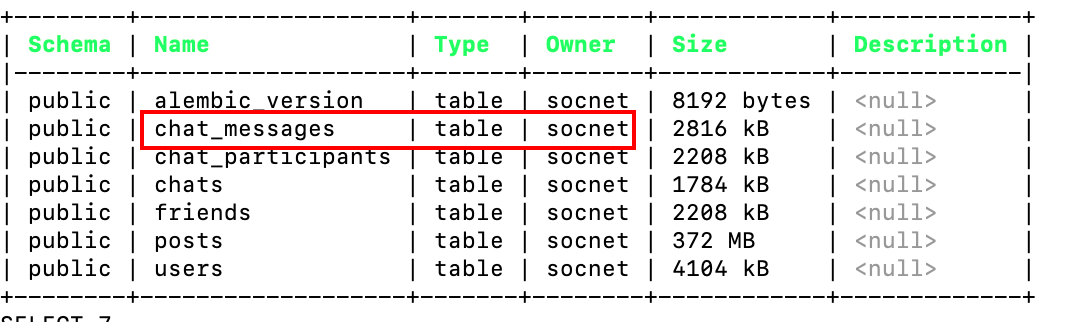 +--------+--------------------+-------+--------+------------+-------------+
| Schema | Name | Type | Owner | Size | Description |
|--------+--------------------+-------+--------+------------+-------------|
| public | alembic_version | table | socnet | 8192 bytes | <null> |
| public | chat_messages | table | socnet | 2816 kB | <null> |
| public | chat_participants | table | socnet | 2208 kB | <null> |
| public | chats | table | socnet | 1784 kB | <null> |
| public | friends | table | socnet | 2208 kB | <null> |
| public | posts | table | socnet | 372 MB | <null> |
| public | users | table | socnet | 4104 kB | <null> |
+--------+--------------------+-------+--------+------------+-------------+
SELECT 7